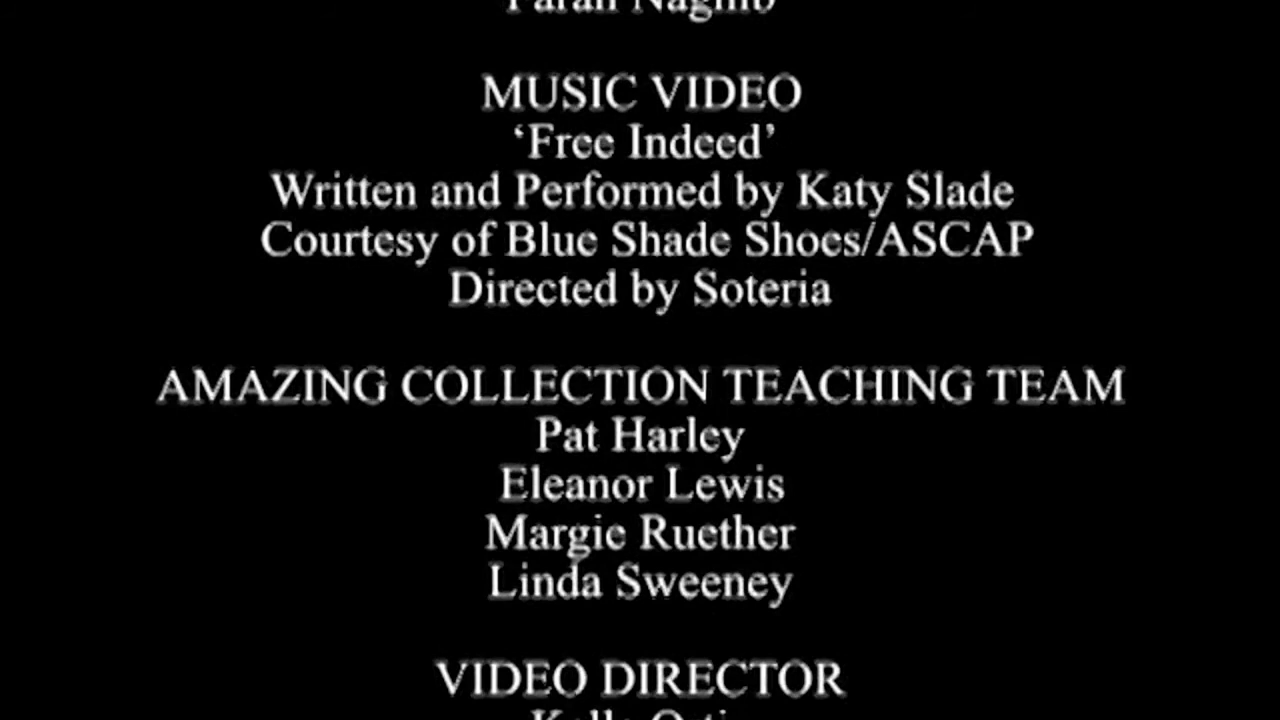 MUSIC VIDEO
‘Free Indeed’
Written and Performed by Katy Slade
Courtesy of Blue Shade Shoes/ASCAP
Directed by Soteria
AMAZING COLLECTION TEACHING TEAM
Pat Harley
Eleanor Lewis
Margie Ruether
Linda Sweeney
VIDEO DIRECTOR